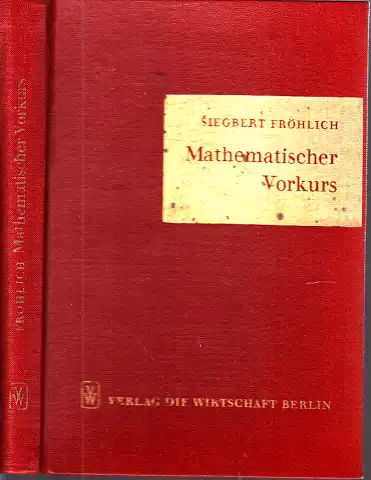 FRÖHLICH Mathematischer Vorkurs
VW
SIEGBERT FRÖHLICH
Mathematischer
Vorkurs
VW VERLAG DIE WIRTSCHAFT BERLIN